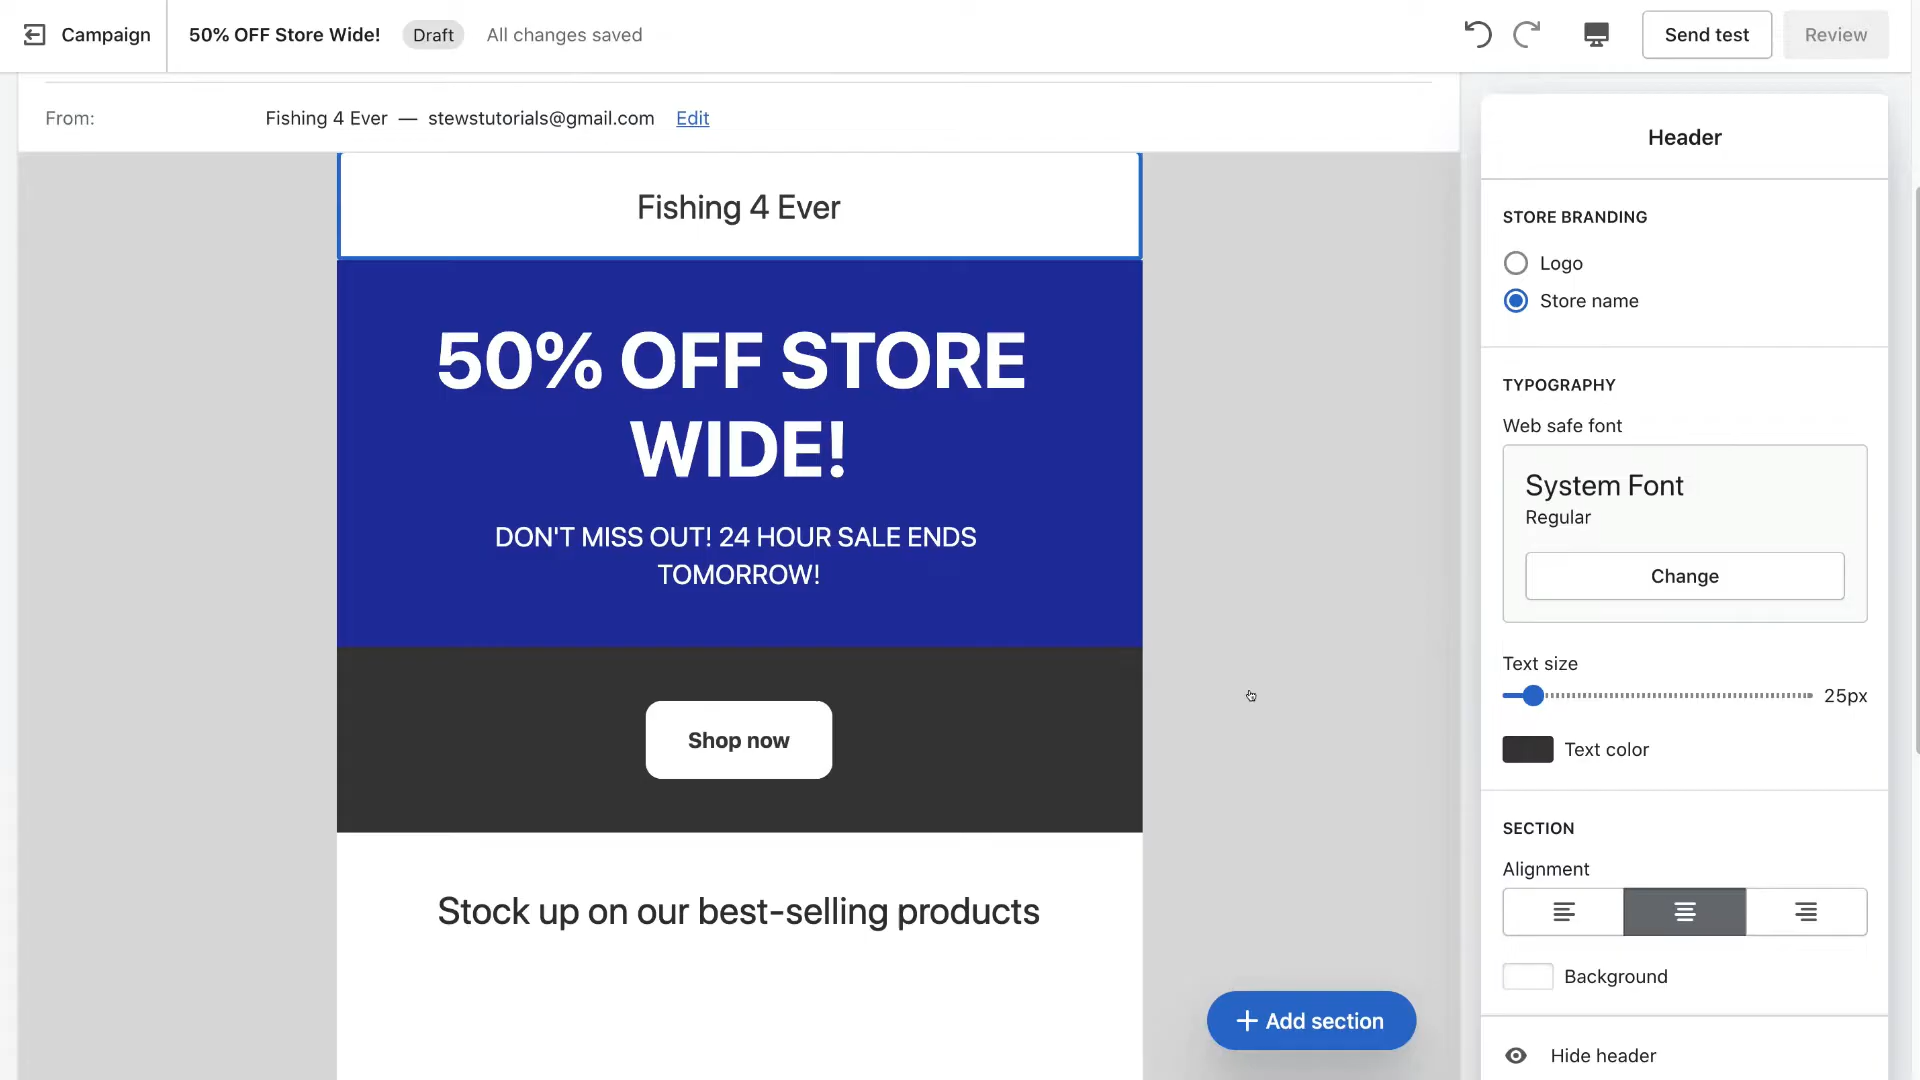 Campaign
50% OFF Store Wide!
Draft
All changes saved
Send test
Review
From:
Fishing 4 Ever — stewstutorials@gmail.com
Edit
Fishing 4 Ever
50% OFF STORE
WIDE!
DON'T MISS OUT! 24 HOUR SALE ENDS
TOMORROW!
Shop now
Stock up on our best-selling products
+ Add section
Header
STORE BRANDING
Logo
Store name
TYPOGRAPHY
Web safe font
System Font
Regular
Change
Text size
25px
Text color
SECTION
Alignment
Background
Hide header